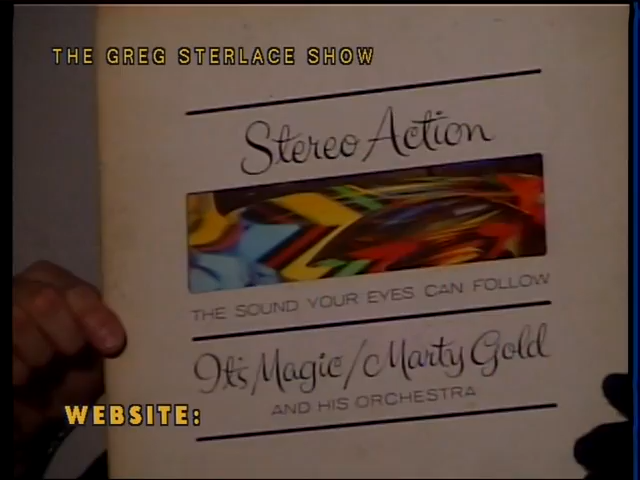 THE GREG STERLACE SHOW
Stereo Action
THE SOUND YOUR EYES CAN FOLLOW
It's Magic/Marty Gold
AND HIS ORCHESTRA
WEBSITE: